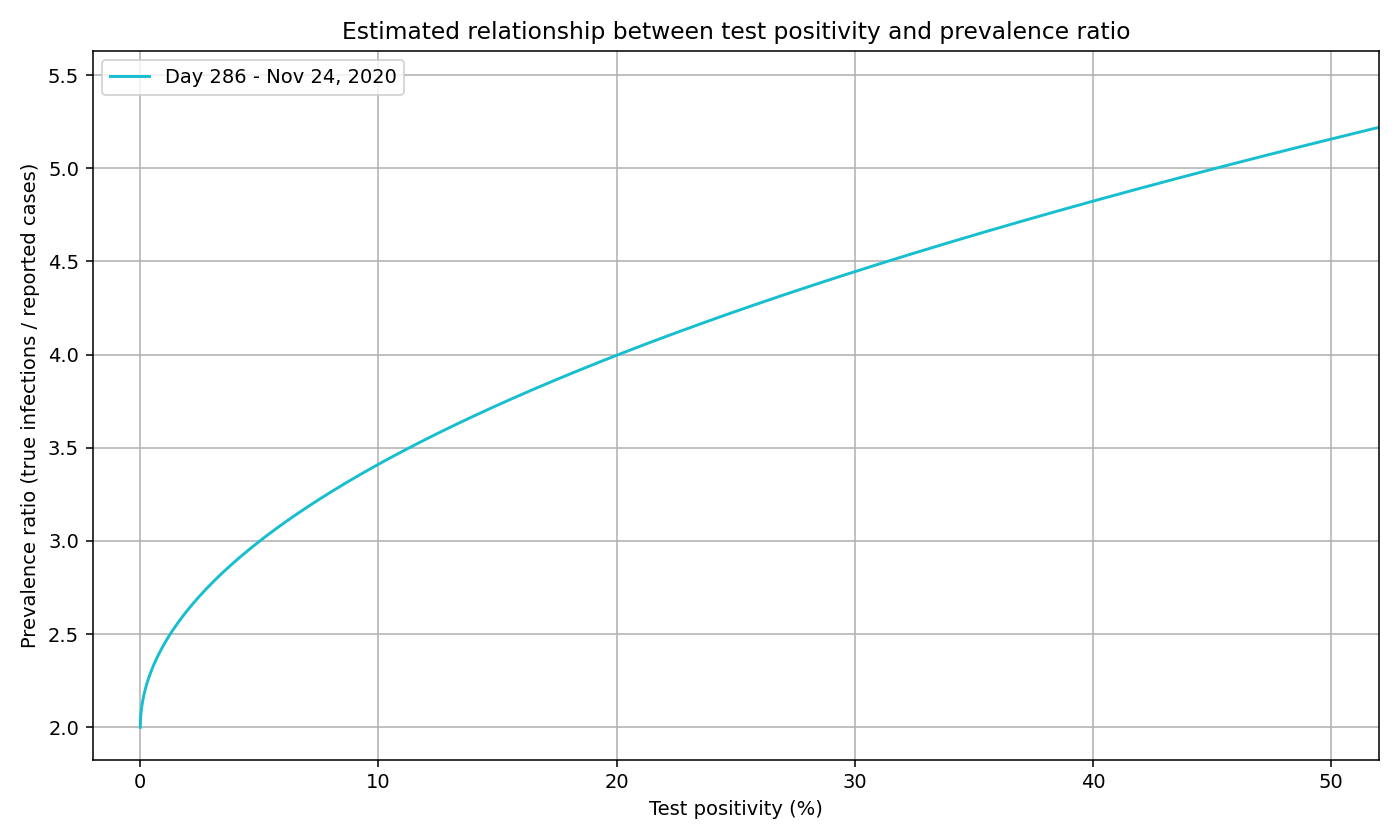 Estimated relationship between test positivity and prevalence ratio
Day 286 - Nov 24, 2020
Prevalence ratio (true infections / reported cases)
5.5
5.0
4.5
4.0
3.5
3.0
2.5
2.0
0 10 20 30 40 50
Test positivity (%)